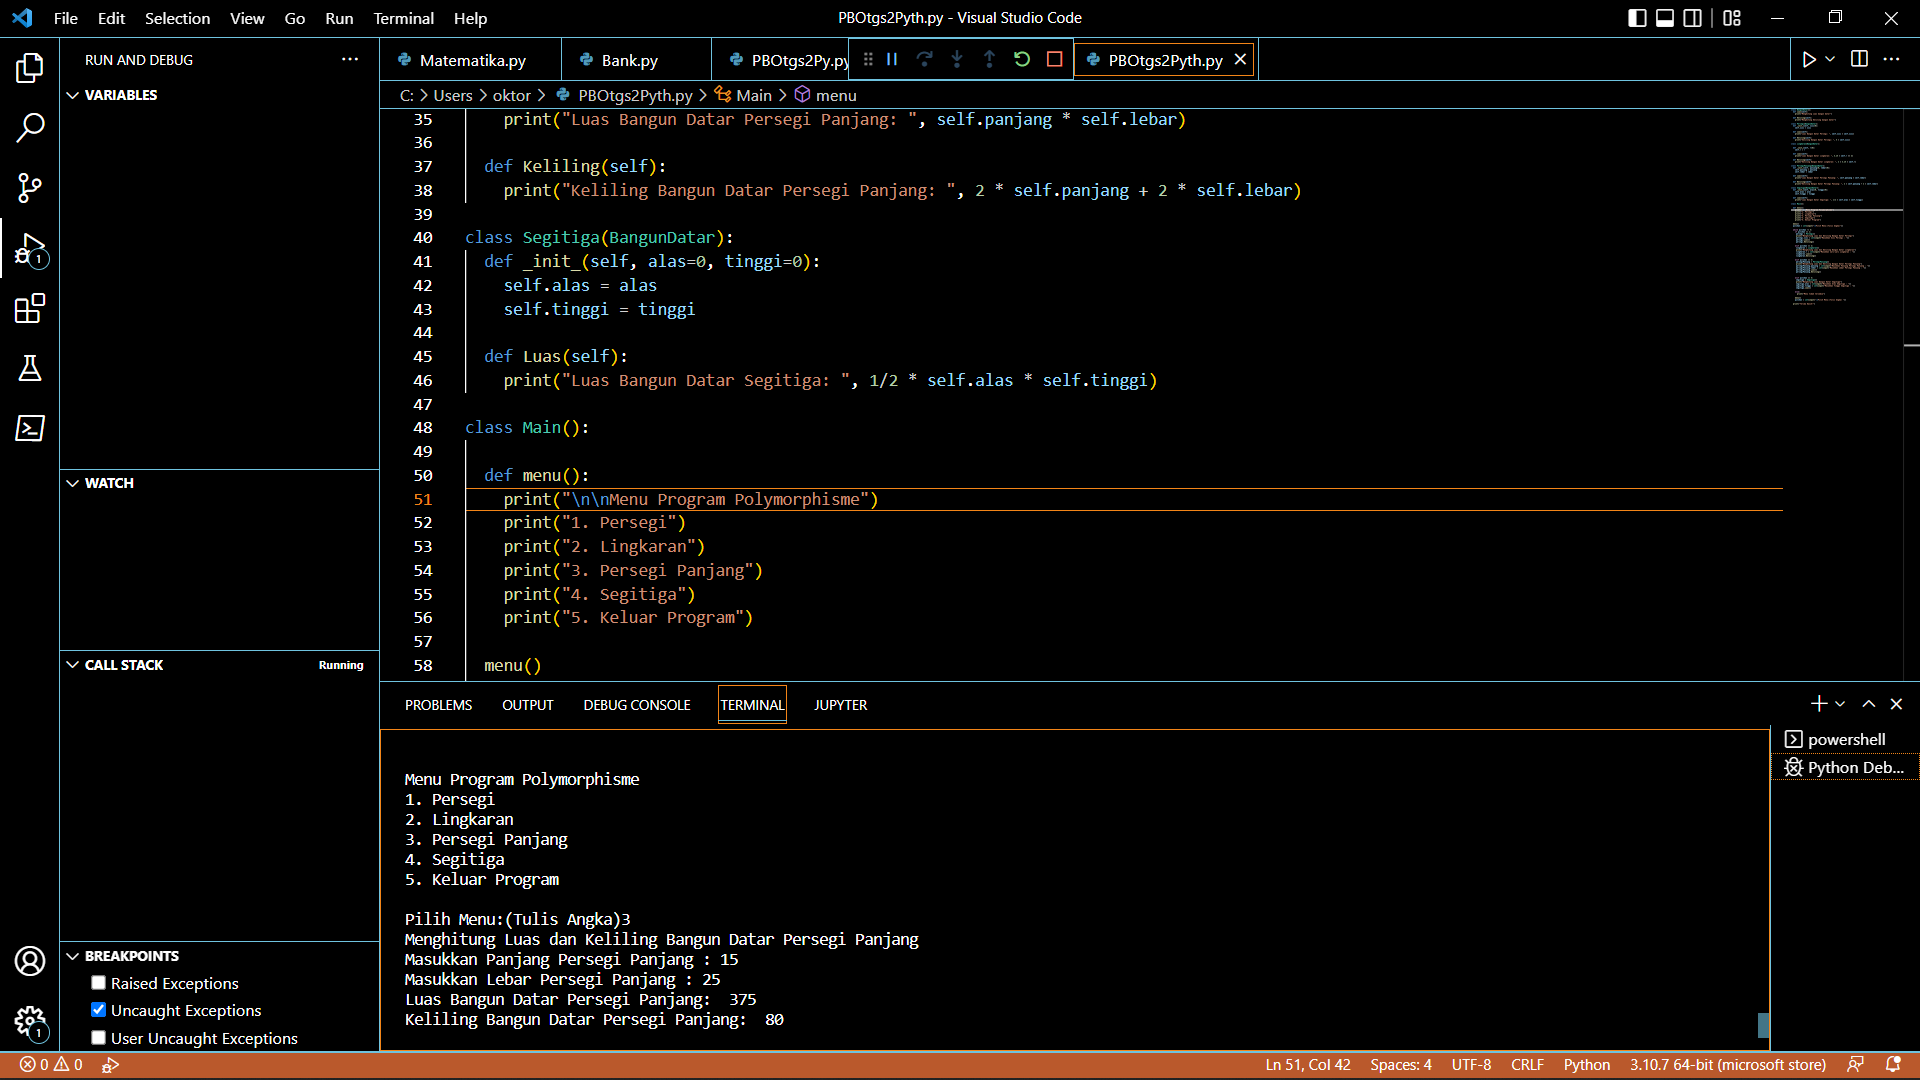 File Edit Selection View Go Run Terminal Help
PBOtgs2Pyth.py - Visual Studio Code
RUN AND DEBUG
Matematika.py
Bank.py
PBOtgs2Py.py
PBOtgs2Pyth.py
VARIABLES
C: > Users > oktor > PBOtgs2Pyth.py > Main > menu
35 print("Luas Bangun Datar Persegi Panjang: ", self.panjang * self.lebar)
36
37 def Keliling(self):
38 print("Keliling Bangun Datar Persegi Panjang: ", 2 * self.panjang + 2 * self.lebar)
39
40 class Segitiga(BangunDatar):
41 def _init_(self, alas=0, tinggi=0):
42 self.alas = alas
43 self.tinggi = tinggi
44
45 def Luas(self):
46 print("Luas Bangun Datar Segitiga: ", 1/2 * self.alas * self.tinggi)
47
48 class Main():
49
50 def menu():
51 print("\n\nMenu Program Polymorphisme")
52 print("1. Persegi")
53 print("2. Lingkaran")
54 print("3. Persegi Panjang")
55 print("4. Segitiga")
56 print("5. Keluar Program")
57
58 menu()
WATCH
CALL STACK
Running
BREAKPOINTS
Raised Exceptions
Uncaught Exceptions
User Uncaught Exceptions
1
1
PROBLEMS OUTPUT DEBUG CONSOLE TERMINAL JUPYTER
powershell
Python Deb...
Menu Program Polymorphisme
1. Persegi
2. Lingkaran
3. Persegi Panjang
4. Segitiga
5. Keluar Program
Pilih Menu:(Tulis Angka)3
Menghitung Luas dan Keliling Bangun Datar Persegi Panjang
Masukkan Panjang Persegi Panjang : 15
Masukkan Lebar Persegi Panjang : 25
Luas Bangun Datar Persegi Panjang:  375
Keliling Bangun Datar Persegi Panjang:  80
0 0
Ln 51, Col 42 Spaces: 4 UTF-8 CRLF Python 3.10.7 64-bit (microsoft store)